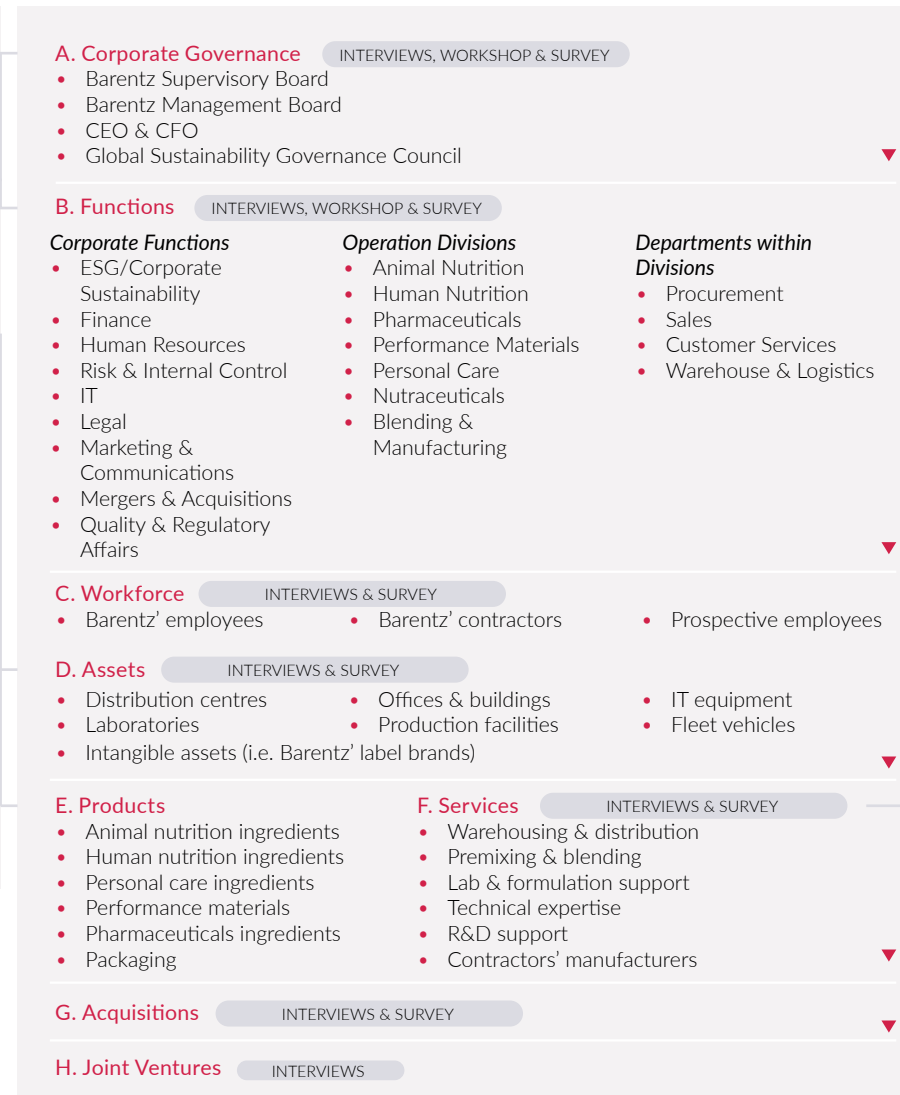 A. Corporate Governance INTERVIEWS, WORKSHOP & SURVEY
• Barentz Supervisory Board
• Barentz Management Board
• CEO & CFO
• Global Sustainability Governance Council
B. Functions INTERVIEWS, WORKSHOP & SURVEY
Corporate Functions
• ESG/Corporate
Sustainability
• Finance
• Human Resources
• Risk & Internal Control
• IT
• Legal
• Marketing &
Communications
• Mergers & Acquisitions
• Quality & Regulatory
Affairs
Operation Divisions
• Animal Nutrition
• Human Nutrition
• Pharmaceuticals
• Performance Materials
• Personal Care
• Nutraceuticals
• Blending &
Manufacturing
Departments within
Divisions
• Procurement
• Sales
• Customer Services
• Warehouse & Logistics
C. Workforce INTERVIEWS & SURVEY
• Barentz’ employees
• Barentz’ contractors
• Prospective employees
D. Assets INTERVIEWS & SURVEY
• Distribution centres
• Laboratories
• Intangible assets (i.e. Barentz’ label brands)
• Offices & buildings
• Production facilities
• IT equipment
• Fleet vehicles
E. Products
• Animal nutrition ingredients
• Human nutrition ingredients
• Personal care ingredients
• Performance materials
• Pharmaceuticals ingredients
• Packaging
F. Services INTERVIEWS & SURVEY
• Warehousing & distribution
• Premixing & blending
• Lab & formulation support
• Technical expertise
• R&D support
• Contractors’ manufacturers
G. Acquisitions INTERVIEWS & SURVEY
H. Joint Ventures INTERVIEWS